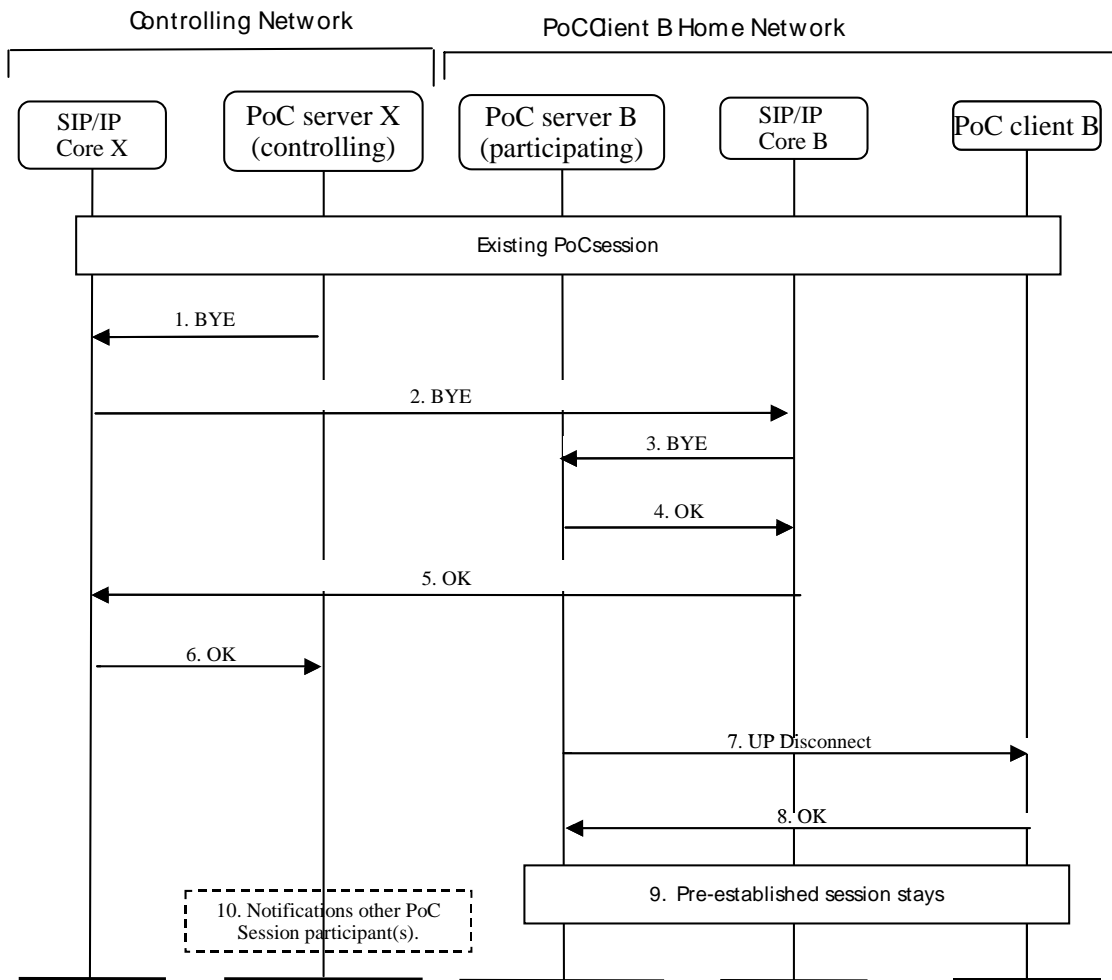 Controlling Network
PoC Client B Home Network
SIP/IP
Core X
PoC server X
(controlling)
PoC server B
(participating)
SIP/IP
Core B
PoC client B
Existing PoC session
1. BYE
2. BYE
3. BYE
4. OK
5. OK
6. OK
7. UP Disconnect
8. OK
9. Pre-established session stays
10. Notifications other PoC
Session participant(s).